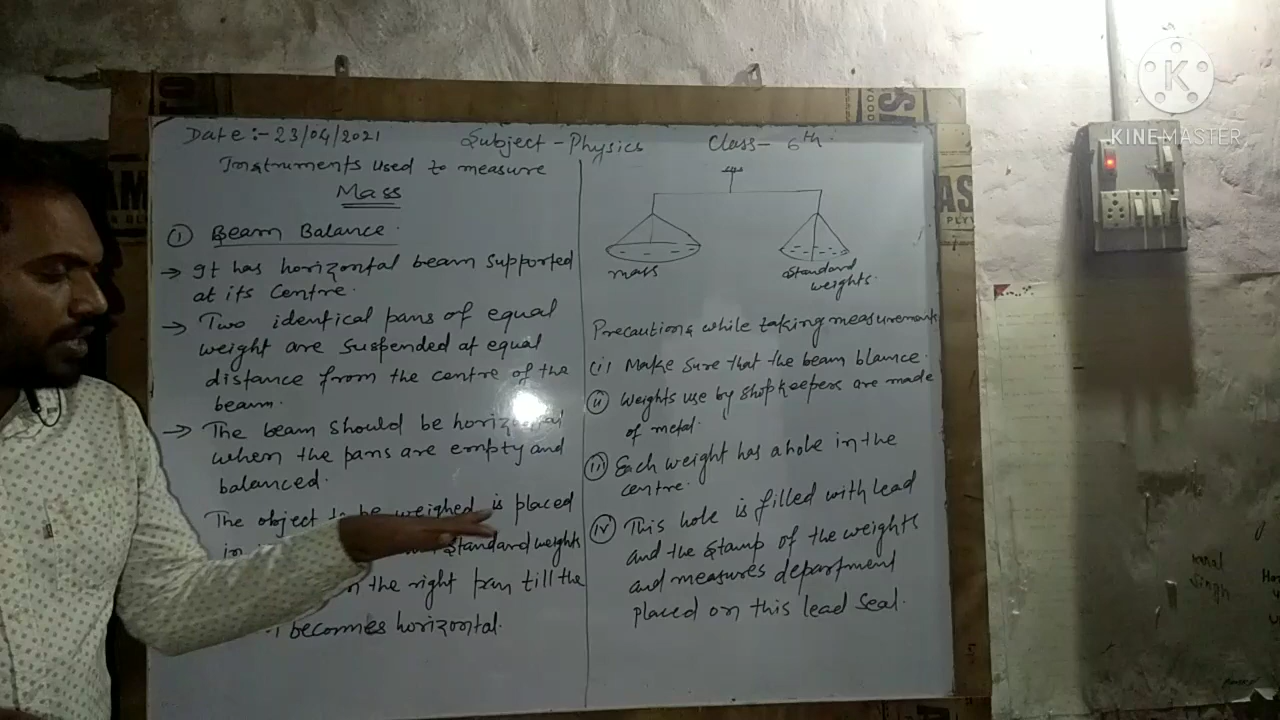 Date:- 23/04/2021 Subject - Physics Class- 6th
Instruments used to measure
Mass
(1) Beam Balance.
→ It has horizontal beam supported
at its Centre.
→ Two identical pans of equal
weight are suspended at equal
distance from the centre of the
beam.
→ The beam should be horizontal
when the pans are empty and
balanced.
The object to be weighed is placed
in standard weights
in the right pan till the
becomes horizontal.
mass
Standard
weights.
Precautions while taking measurement
(i) Make sure that the beam blance.
(ii) Weights use by shopkeepers are made
of metal.
(iii) Each weight has a hole in the
centre.
(iv) This hole is filled with lead
and the stamp of the weights
and measures department
placed on this lead seal.
KINEMASTER
K